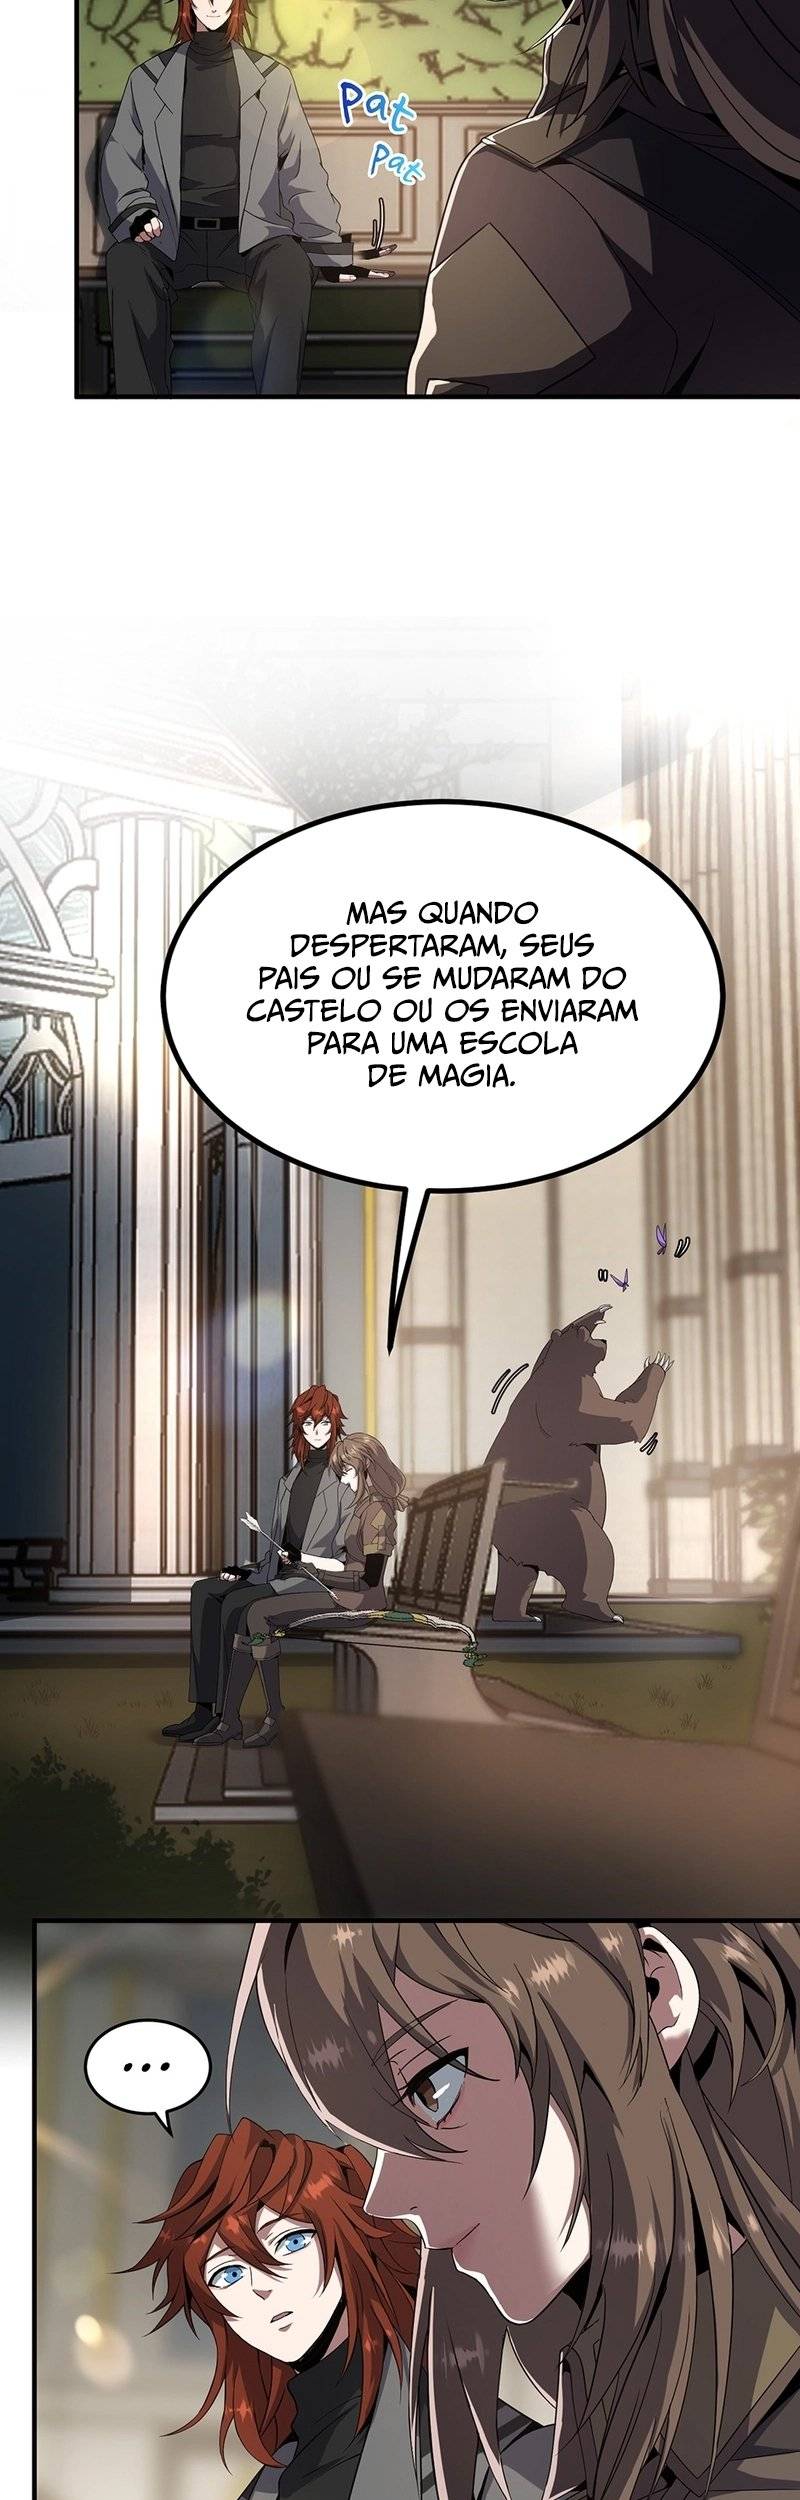 Pat
Pat
MAS QUANDO
DESPERTARAM, SEUS
PAIS OU SE MUDARAM DO
CASTELO OU OS ENVIARAM
PARA UMA ESCOLA
DE MAGIA.
...